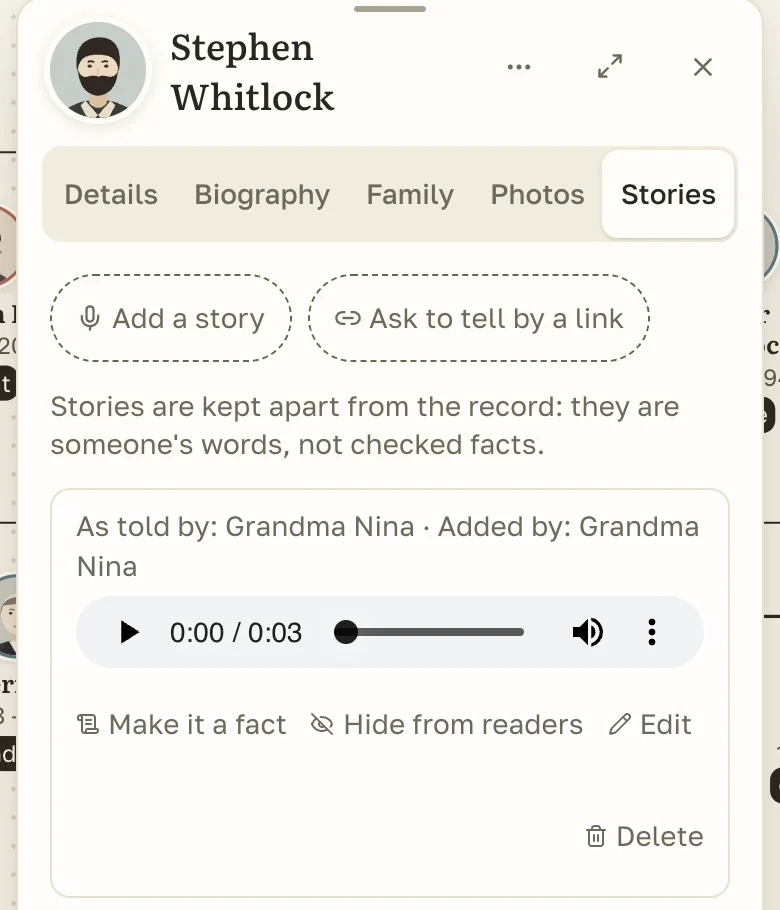 Stephen
Whitlock
Details Biography Family Photos Stories
Add a story Ask to tell by a link
Stories are kept apart from the record: they are
someone's words, not checked facts.
As told by: Grandma Nina · Added by: Grandma
Nina
0:00 / 0:03
Make it a fact Hide from readers Edit
Delete